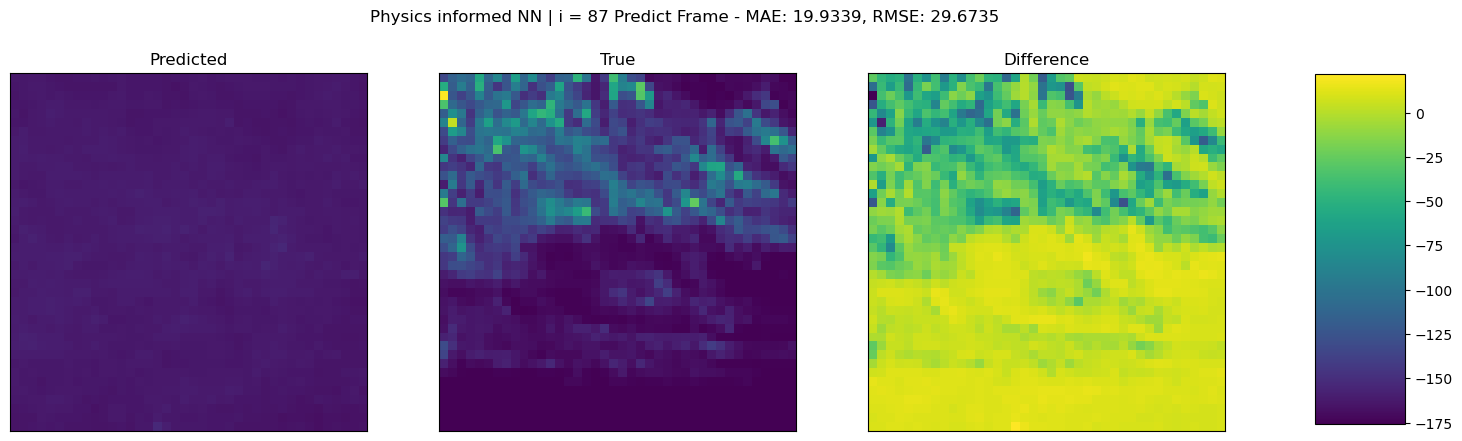 Physics informed NN | i = 87 Predict Frame - MAE: 19.9339, RMSE: 29.6735
Predicted
True
Difference
0
−25
−50
−75
−100
−125
−150
−175